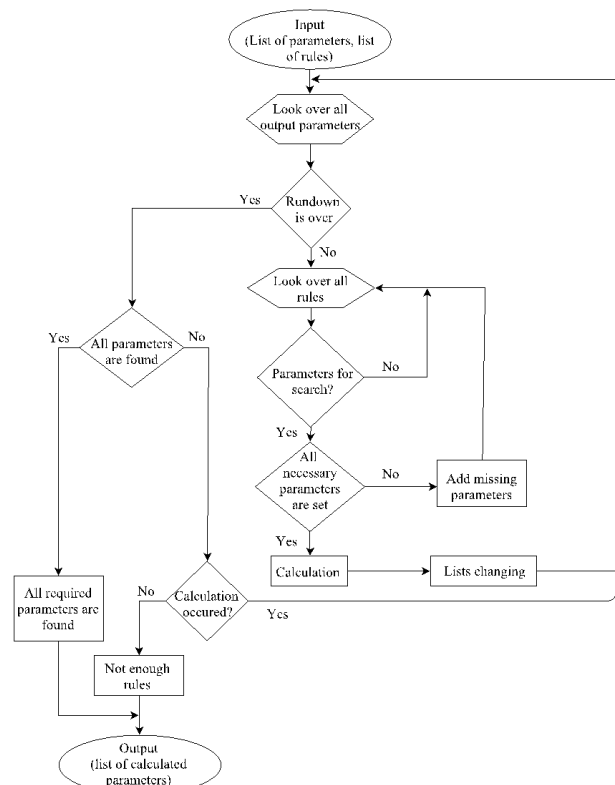 Input
(List of parameters, list
of rules)
Look over all
output parameters
Yes
Rundown
is over
No
Look over all
rules
Yes
All parameters
are found
No
Parameters for
search?
No
Yes
All
necessary
parameters
are set
No
Add missing
parameters
Yes
Calculation
Lists changing
All required
parameters are
found
No
Calculation
occured?
Yes
Not enough
rules
Output
(list of calculated
parameters)